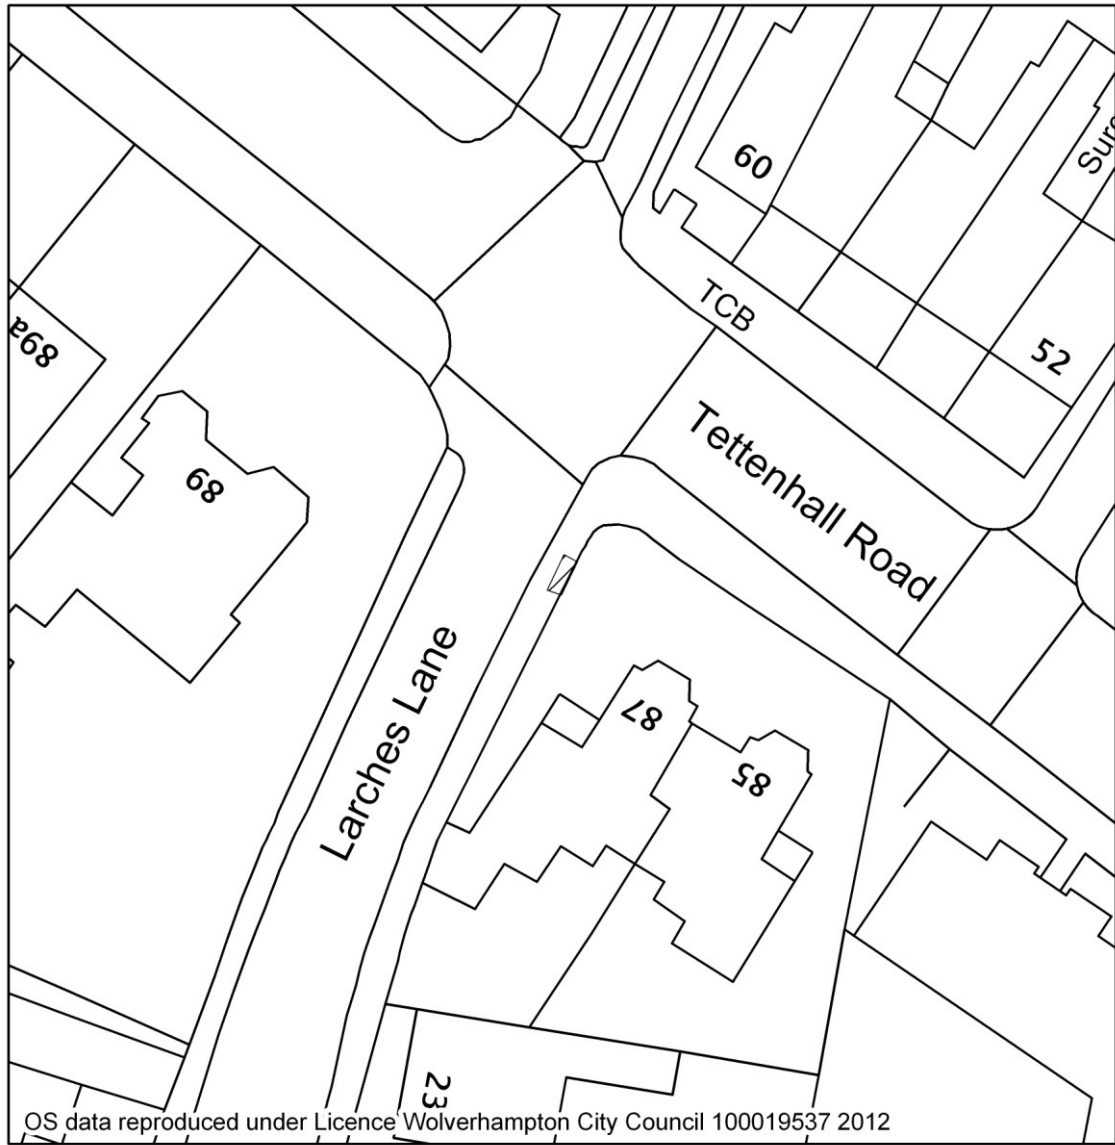 60
TCB
52
89a
Tettenhall Road
89
Larches Lane
87
85
23
OS data reproduced under Licence Wolverhampton City Council 100019537 2012